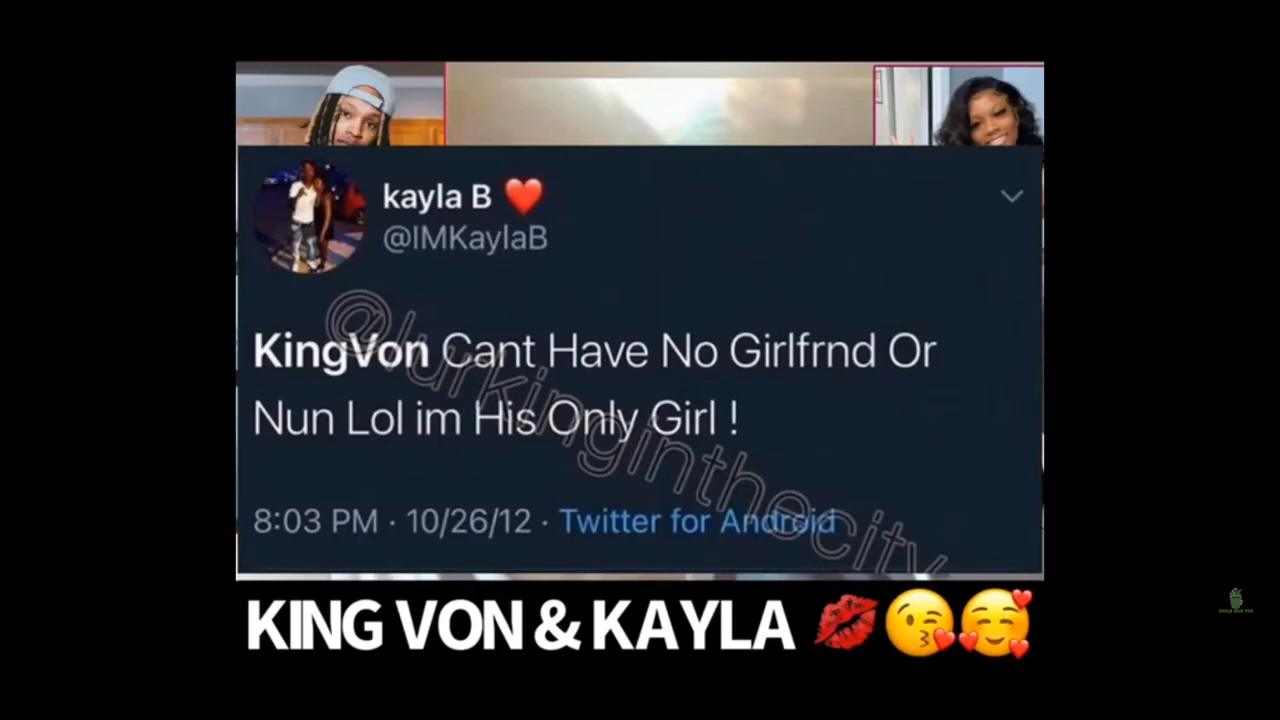 kayla B ❤️
@IMKaylaB
KingVon Cant Have No Girlfrnd Or
Nun Lol im His Only Girl !
@lurkinginthecity
8:03 PM · 10/26/12 · Twitter for Android
KING VON & KAYLA 💋😘🥰